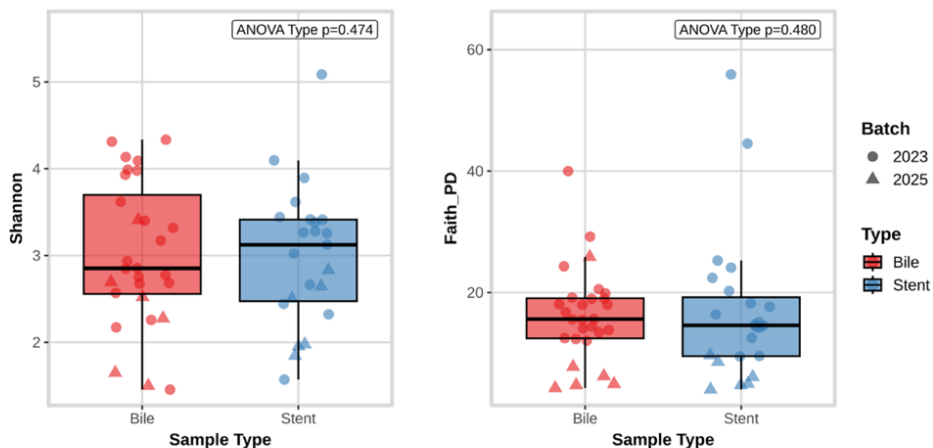 ANOVA Type p=0.474
Shannon
5
4
3
2
Bile
Stent
Sample Type
ANOVA Type p=0.480
Faith_PD
60
40
20
Bile
Stent
Sample Type
Batch
2023
2025
Type
Bile
Stent